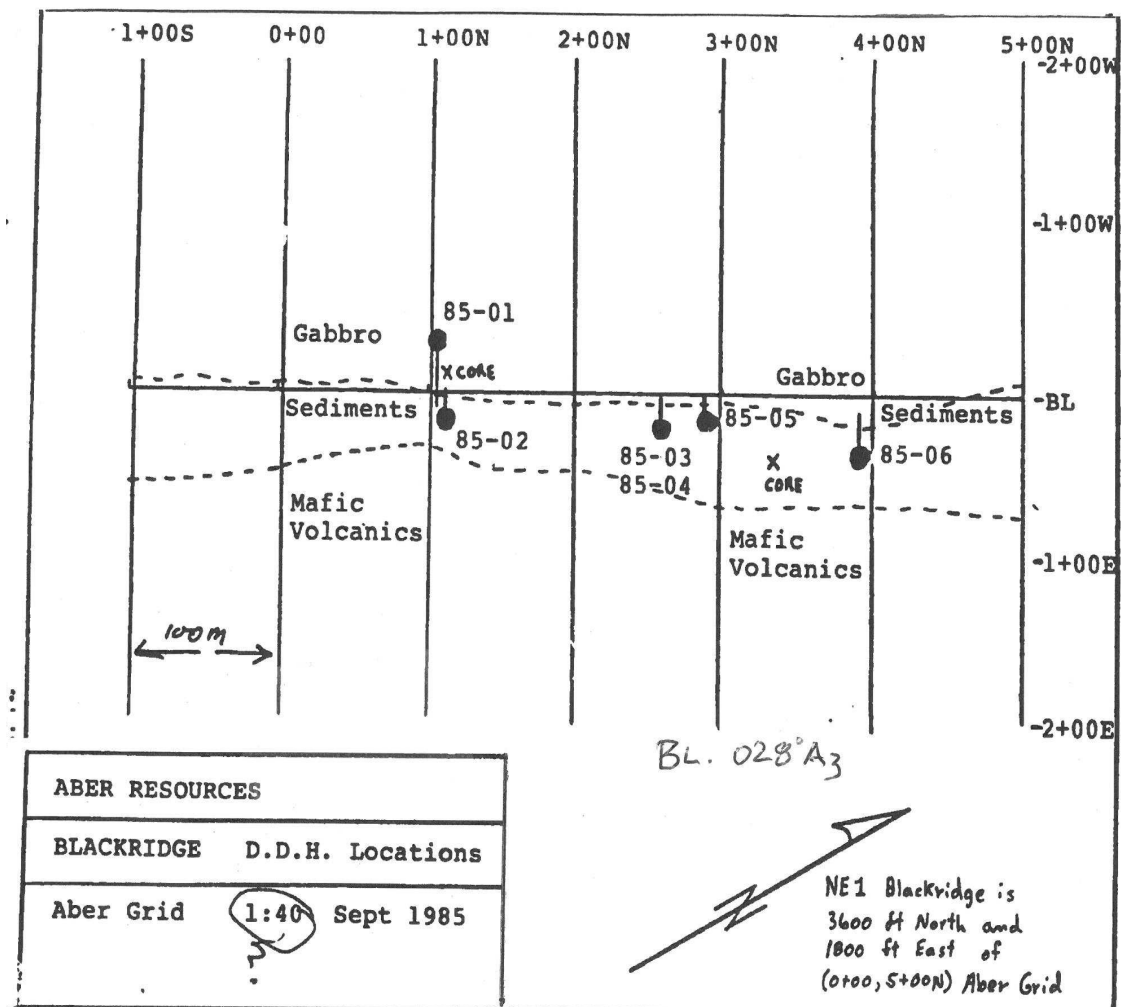 1+00S 0+00 1+00N 2+00N 3+00N 4+00N 5+00N
-2+00W
-1+00W
85-01
Gabbro
X CORE
Gabbro
-BL
Sediments
Sediments
85-02
85-05
85-03
85-04
X
CORE
85-06
Mafic
Volcanics
Mafic
Volcanics
-1+00E
100m
-2+00E
BL. 028° Az
ABER RESOURCES
BLACKRIDGE D.D.H. Locations
Aber Grid 1:40 Sept 1985
?
NE1 Blackridge is
3600 ft North and
1800 ft East of
(0+00, 5+00N) Aber Grid